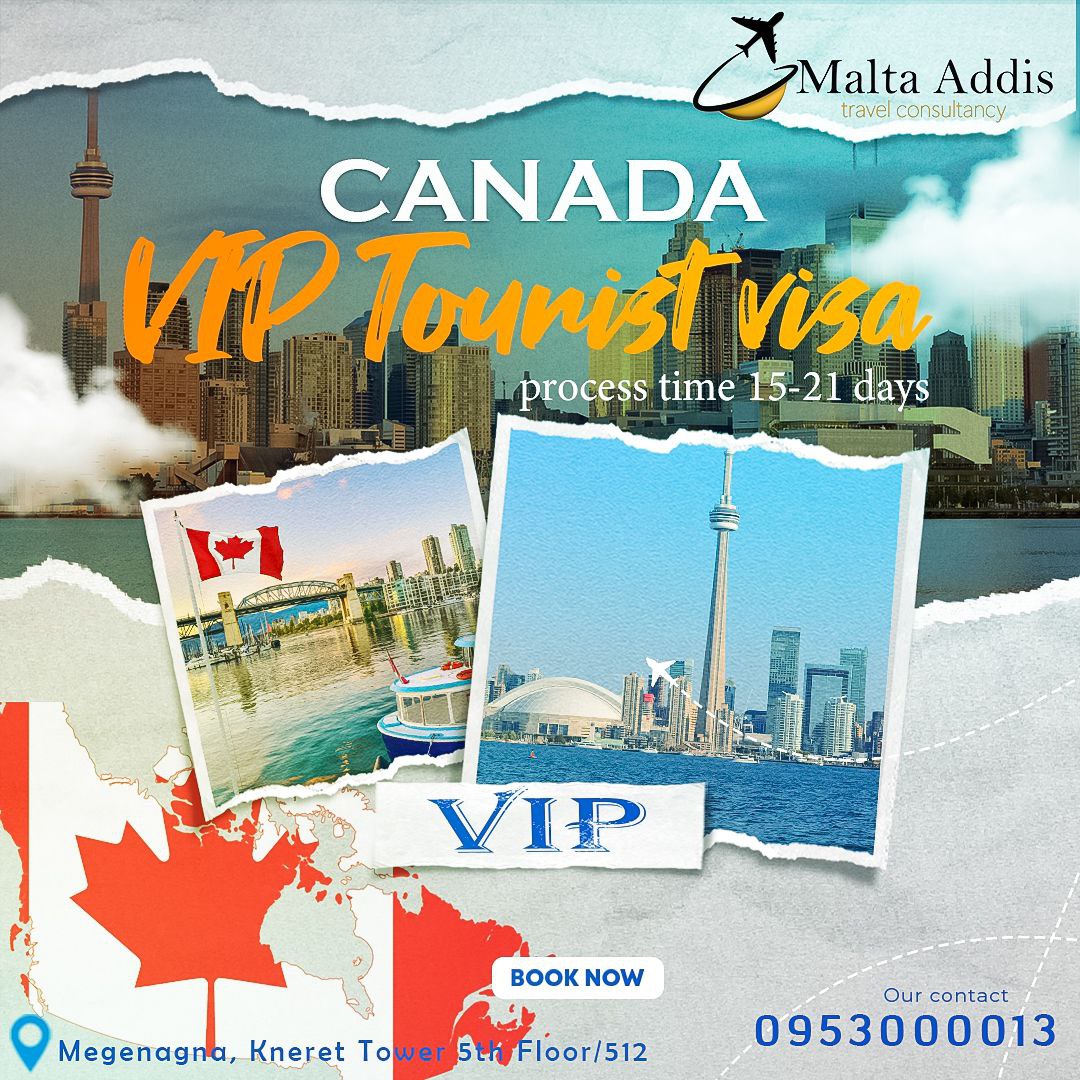 Malta Addis
travel consultancy
CANADA
VIP Tourist visa
process time 15-21 days
VIP
BOOK NOW
Our contact
0953000013
Megenagna, Kneret Tower 5th Floor/512